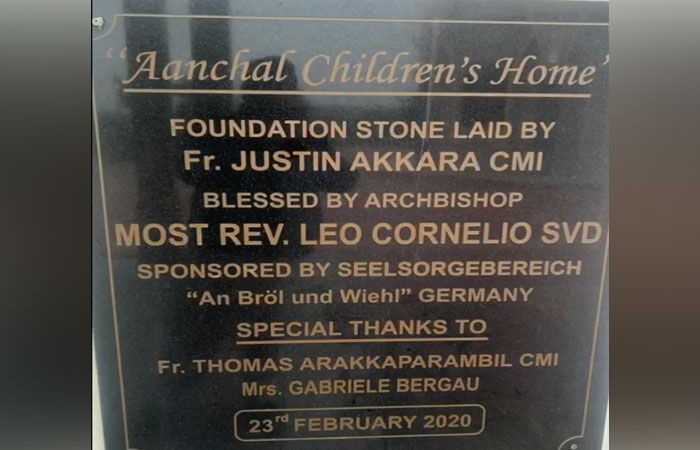 "Aanchal Children's Home"
FOUNDATION STONE LAID BY
Fr. JUSTIN AKKARA CMI
BLESSED BY ARCHBISHOP
MOST REV. LEO CORNELIO SVD
SPONSORED BY SEELSORGEBEREICH
"An Bröl und Wiehl" GERMANY
SPECIAL THANKS TO
Fr. THOMAS ARAKKAPARAMBIL CMI
Mrs. GABRIELE BERGAU
23rd FEBRUARY 2020